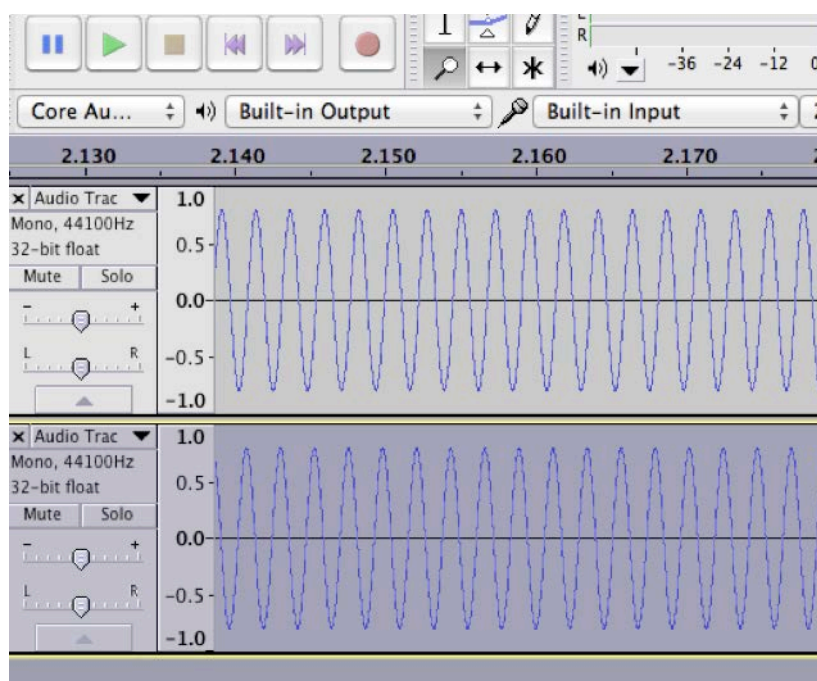 R
-36 -24 -12 0
Core Au... Built-in Output Built-in Input
2.130 2.140 2.150 2.160 2.170
Audio Trac
1.0
Mono, 44100Hz
32-bit float
0.5
Mute Solo
- +
0.0
L R
-0.5
-1.0
Audio Trac
1.0
Mono, 44100Hz
32-bit float
0.5
Mute Solo
- +
0.0
L R
-0.5
-1.0